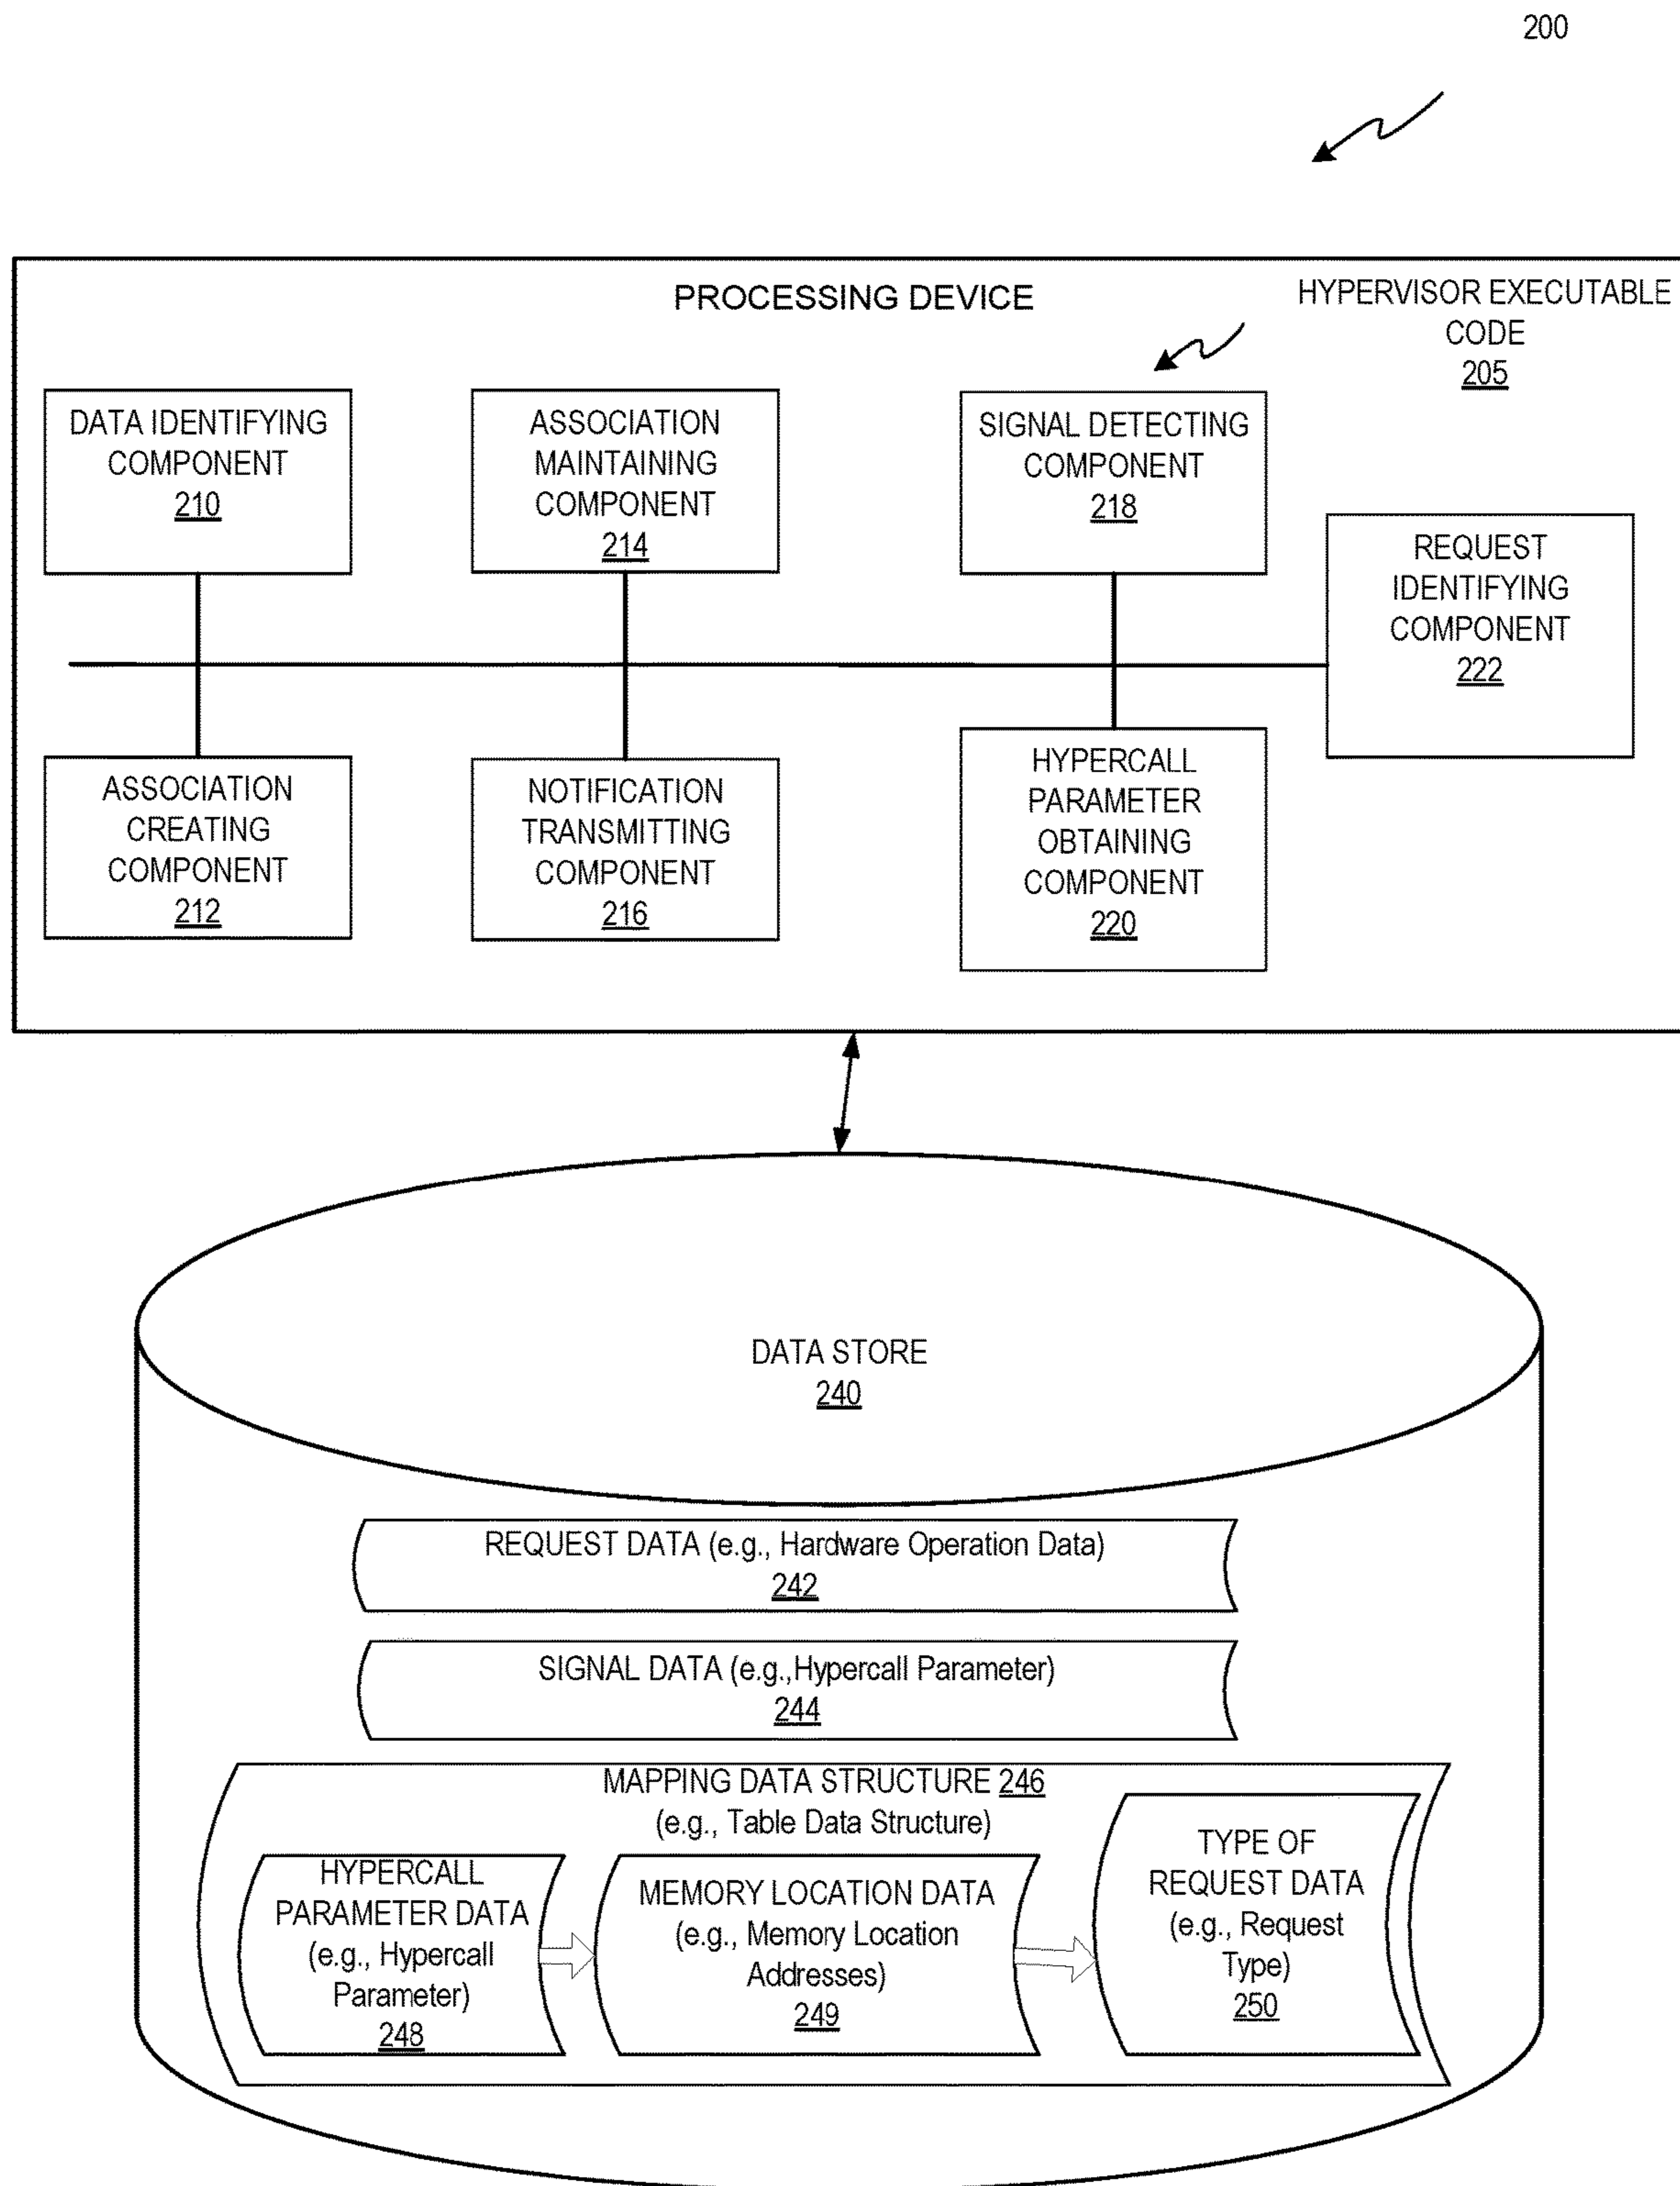 200
PROCESSING DEVICE
HYPERVISOR EXECUTABLE
CODE
205
DATA IDENTIFYING
COMPONENT
210
ASSOCIATION
MAINTAINING
COMPONENT
214
SIGNAL DETECTING
COMPONENT
218
REQUEST
IDENTIFYING
COMPONENT
222
ASSOCIATION
CREATING
COMPONENT
212
NOTIFICATION
TRANSMITTING
COMPONENT
216
HYPERCALL
PARAMETER
OBTAINING
COMPONENT
220
DATA STORE
240
REQUEST DATA (e.g., Hardware Operation Data)
242
SIGNAL DATA (e.g.,Hypercall Parameter)
244
MAPPING DATA STRUCTURE 246
(e.g., Table Data Structure)
HYPERCALL
PARAMETER DATA
(e.g., Hypercall
Parameter)
248
MEMORY LOCATION DATA
(e.g., Memory Location
Addresses)
249
TYPE OF
REQUEST DATA
(e.g., Request
Type)
250